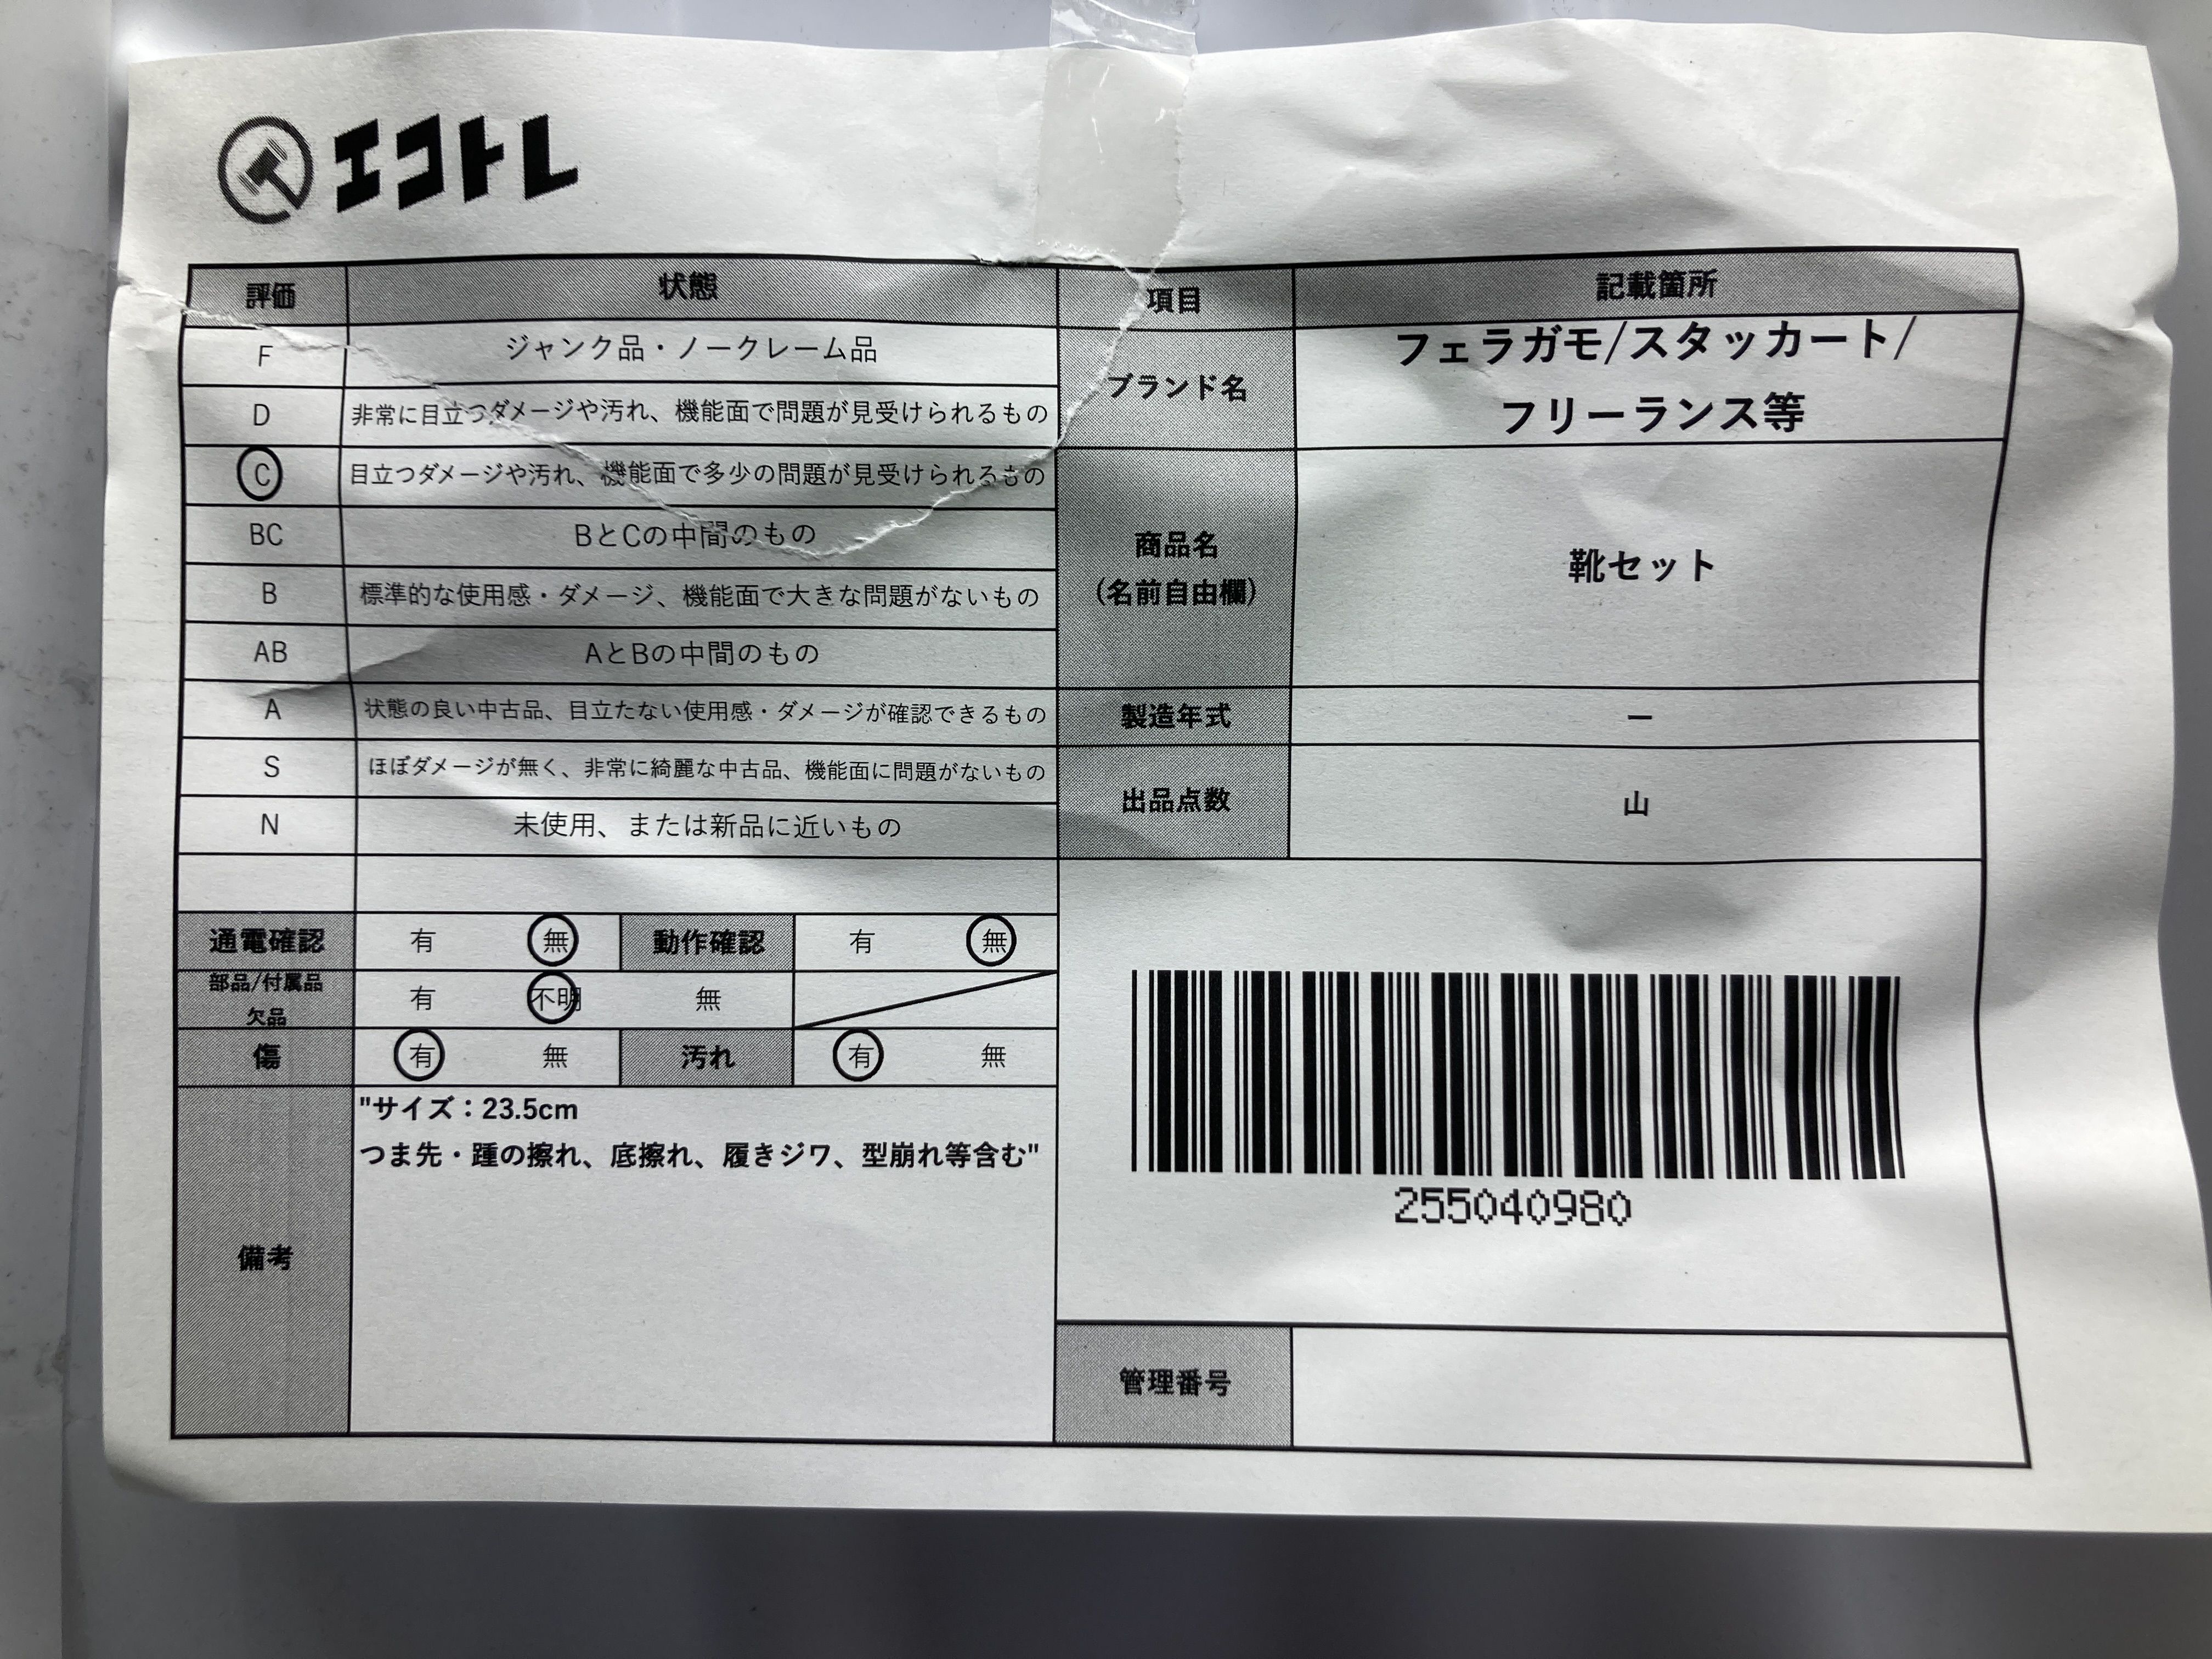 エコトレ
評価 状態 項目 記載箇所
F ジャンク品・ノークレーム品
D 非常に目立つダメージや汚れ、機能面で問題が見受けられるもの
C 目立つダメージや汚れ、機能面で多少の問題が見受けられるもの
BC BとCの中間のもの
B 標準的な使用感・ダメージ、機能面で大きな問題がないもの
AB AとBの中間のもの
A 状態の良い中古品、目立たない使用感・ダメージが確認できるもの
S ほぼダメージが無く、非常に綺麗な中古品、機能面に問題がないもの
N 未使用、または新品に近いもの
通電確認 有 無 動作確認 有 無
部品/付属品
欠品
有 不明 無
傷 有 無 汚れ 有 無
備考
"サイズ：23.5cm
つま先・踵の擦れ、底擦れ、履きジワ、型崩れ等含む"
ブランド名
フェラガモ/スタッカート/
フリーランス等
商品名
（名前自由欄）
靴セット
製造年式 ー
出品点数 山
255040980
管理番号